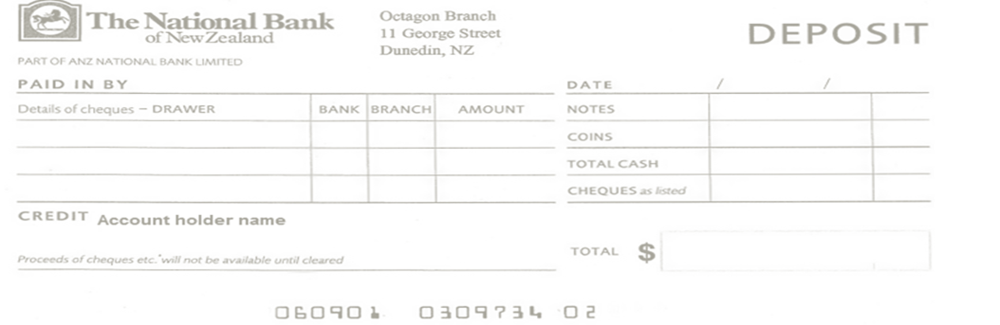 The National Bank
of New Zealand
PART OF ANZ NATIONAL BANK LIMITED
Octagon Branch
11 George Street
Dunedin, NZ
DEPOSIT
PAID IN BY
Details of cheques – DRAWER BANK BRANCH AMOUNT
CREDIT Account holder name
Proceeds of cheques etc. will not be available until cleared
DATE / /
NOTES
COINS
TOTAL CASH
CHEQUES as listed
TOTAL $
060901 0309734 02